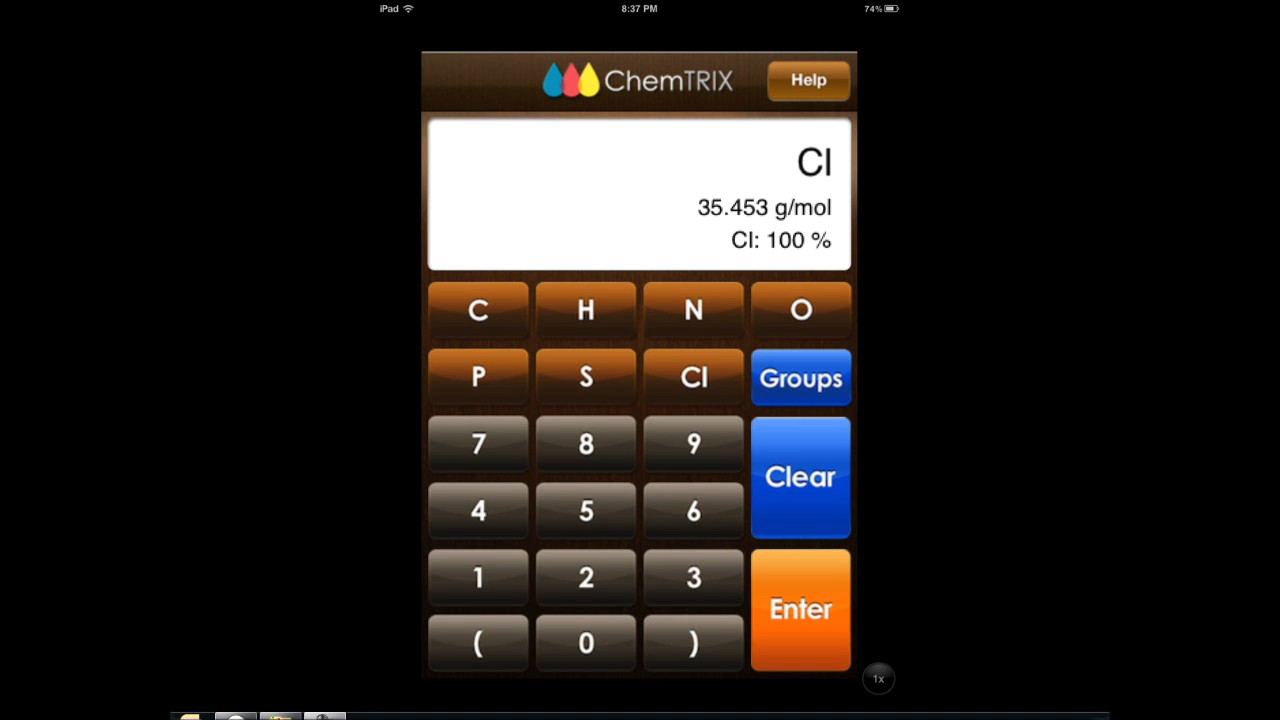 iPad 8:37 PM 74%
ChemTRIX Help
Cl
35.453 g/mol
Cl: 100 %
C H N O
P S Cl Groups
7 8 9
Clear
4 5 6
1 2 3
Enter
( 0 )
1x